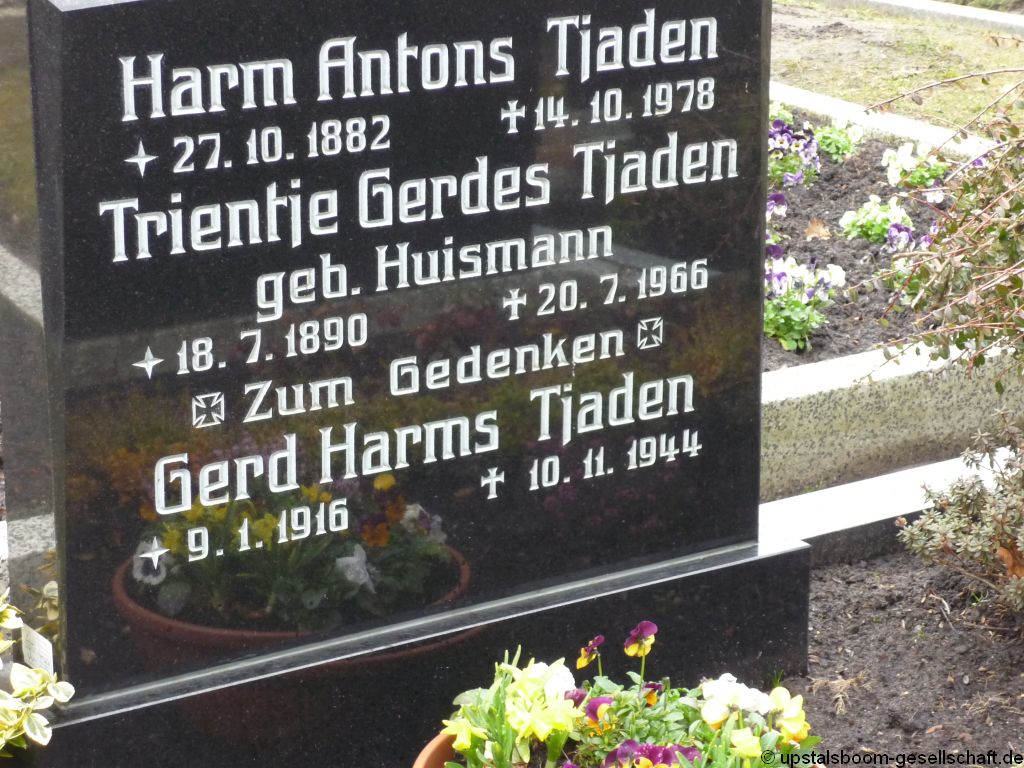 Harm Antons Tjaden
27. 10. 1882 † 14. 10. 1978
Trientje Gerdes Tjaden
geb. Huismann
18. 7. 1890 † 20. 7. 1966
Zum Gedenken
Gerd Harms Tjaden
9. 1. 1916 † 10. 11. 1944
© upstalsboom-gesellschaft.de